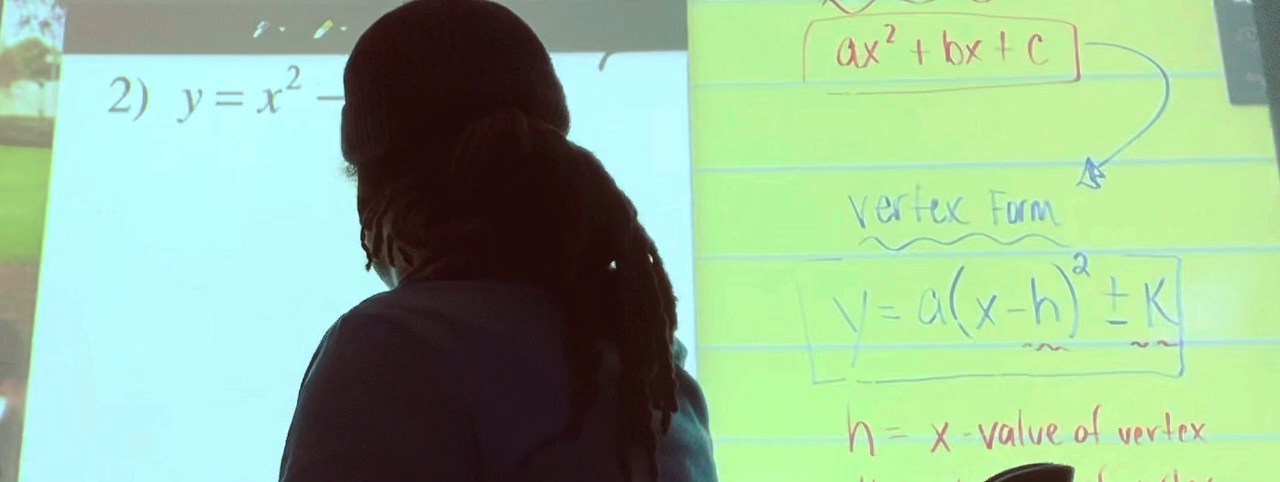 2) y = x² –
ax² + bx + c
vertex Form
y = a(x-h)² ± K
h = x-value of vertex